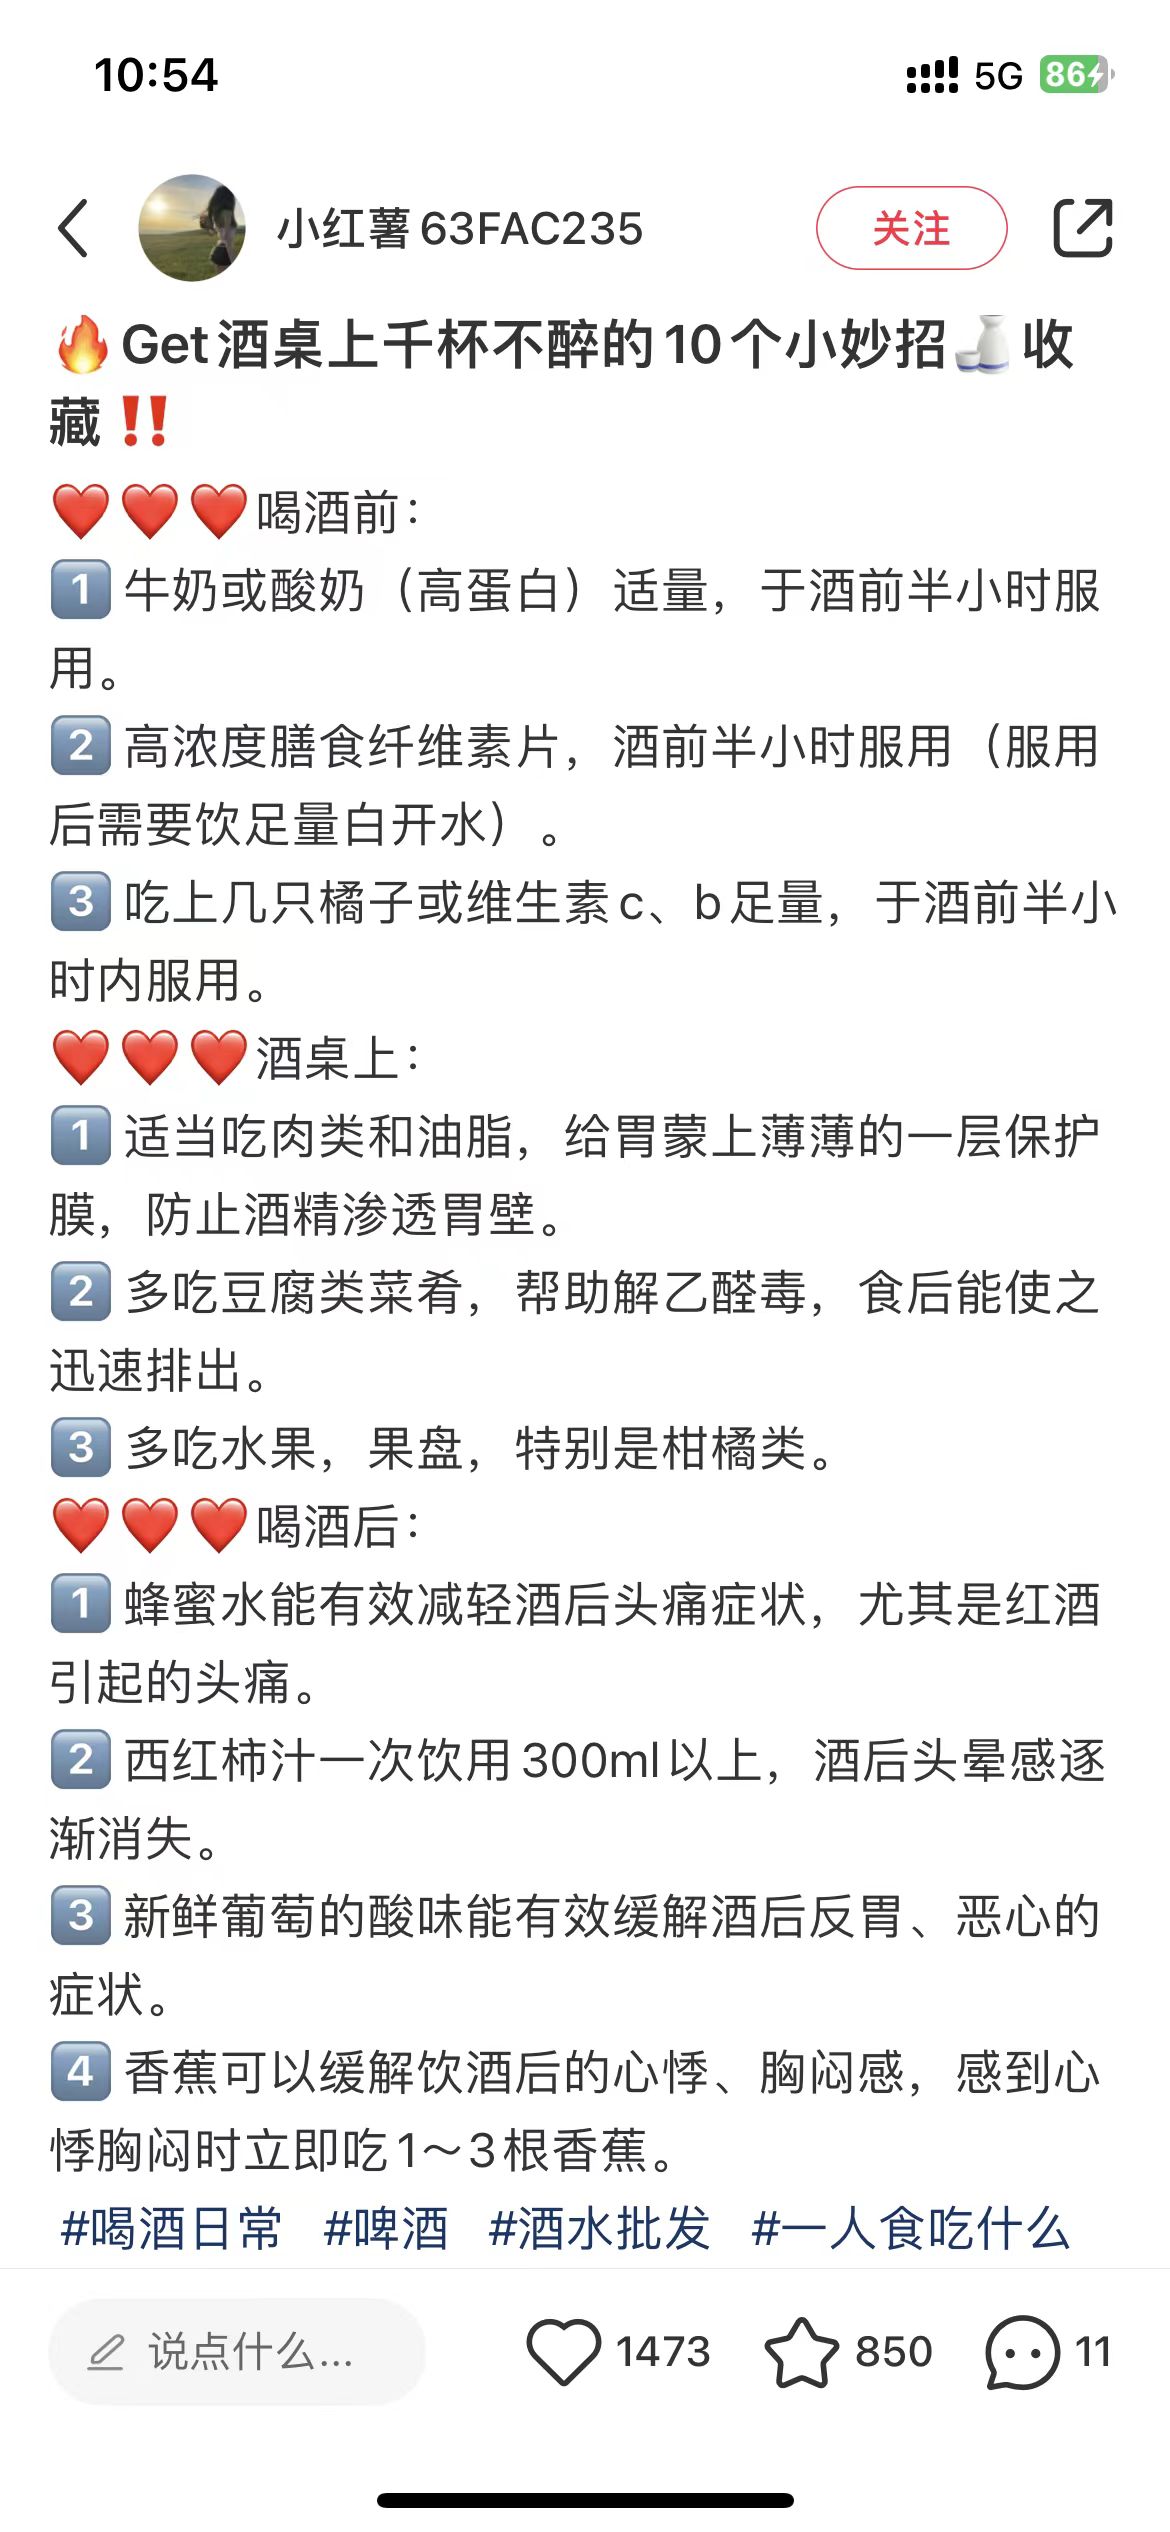 10:54
5G 86
小红薯63FAC235
关注
🔥Get酒桌上千杯不醉的10个小妙招🍶收
藏‼️
❤️❤️❤️喝酒前：
1️⃣牛奶或酸奶（高蛋白）适量，于酒前半小时服
用。
2️⃣高浓度膳食纤维素片，酒前半小时服用（服用
后需要饮足量白开水）。
3️⃣吃上几只橘子或维生素c、b足量，于酒前半小
时内服用。
❤️❤️❤️酒桌上：
1️⃣适当吃肉类和油脂，给胃蒙上薄薄的一层保护
膜，防止酒精渗透胃壁。
2️⃣多吃豆腐类菜肴，帮助解乙醛毒，食后能使之
迅速排出。
3️⃣多吃水果，果盘，特别是柑橘类。
❤️❤️❤️喝酒后：
1️⃣蜂蜜水能有效减轻酒后头痛症状，尤其是红酒
引起的头痛。
2️⃣西红柿汁一次饮用300ml以上，酒后头晕感逐
渐消失。
3️⃣新鲜葡萄的酸味能有效缓解酒后反胃、恶心的
症状。
4️⃣香蕉可以缓解饮酒后的心悸、胸闷感，感到心
悸胸闷时立即吃1～3根香蕉。
#喝酒日常 #啤酒 #酒水批发 #一人食吃什么
说点什么... 1473 850 11